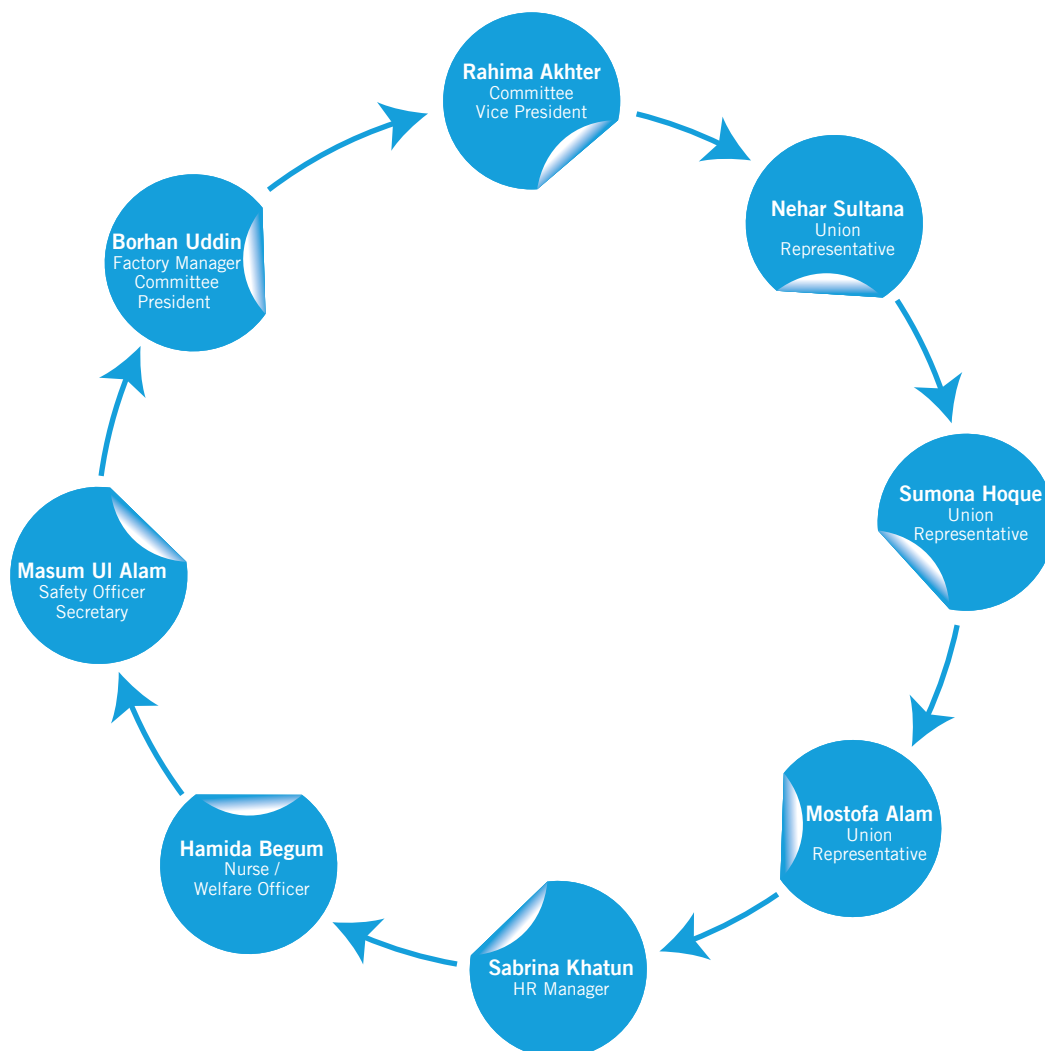 Rahima Akhter
Committee
Vice President
Nehar Sultana
Union
Representative
Sumona Hoque
Union
Representative
Mostofa Alam
Union
Representative
Sabrina Khatun
HR Manager
Hamida Begum
Nurse /
Welfare Officer
Masum Ul Alam
Safety Officer
Secretary
Borhan Uddin
Factory Manager
Committee
President